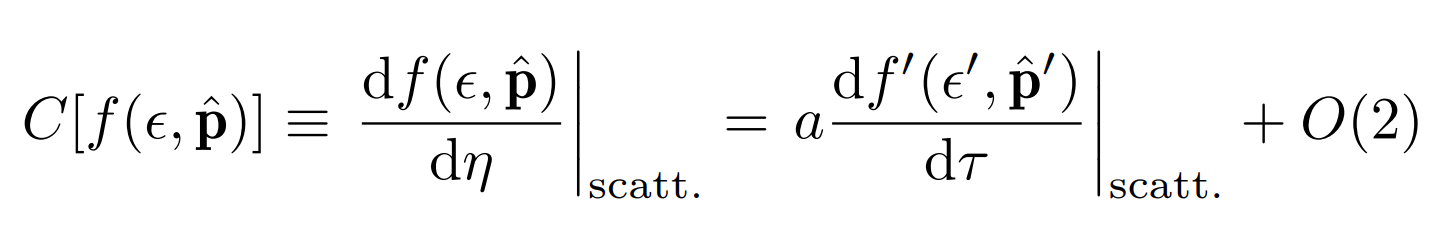 C[f(ϵ, p̂)] ≡ df(ϵ, p̂)/dη |scatt. = a df′(ϵ′, p̂′)/dτ |scatt. + O(2)